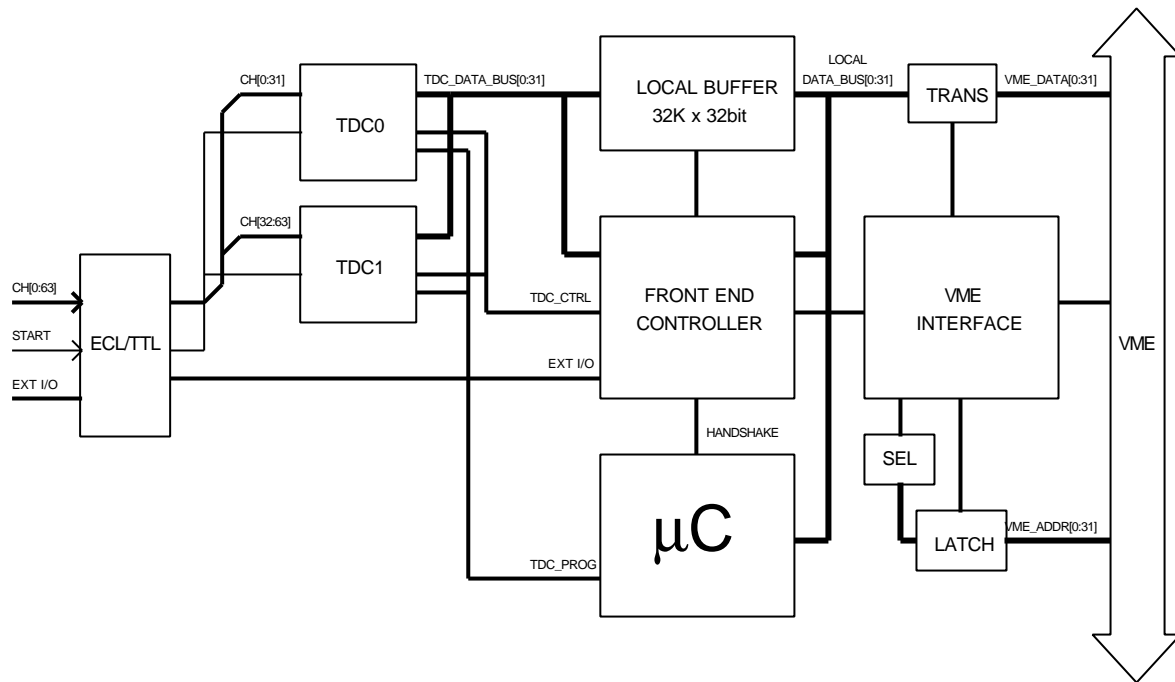 CH[0:31]
TDC_DATA_BUS[0:31]
LOCAL
DATA_BUS[0:31]
VME_DATA[0:31]
TDC0
LOCAL BUFFER
32K x 32bit
TRANS
CH[32:63]
TDC1
CH[0:63]
START
EXT I/O
ECL/TTL
TDC_CTRL
EXT I/O
FRONT END
CONTROLLER
VME
INTERFACE
VME
HANDSHAKE
SEL
μC
TDC_PROG
LATCH
VME_ADDR[0:31]